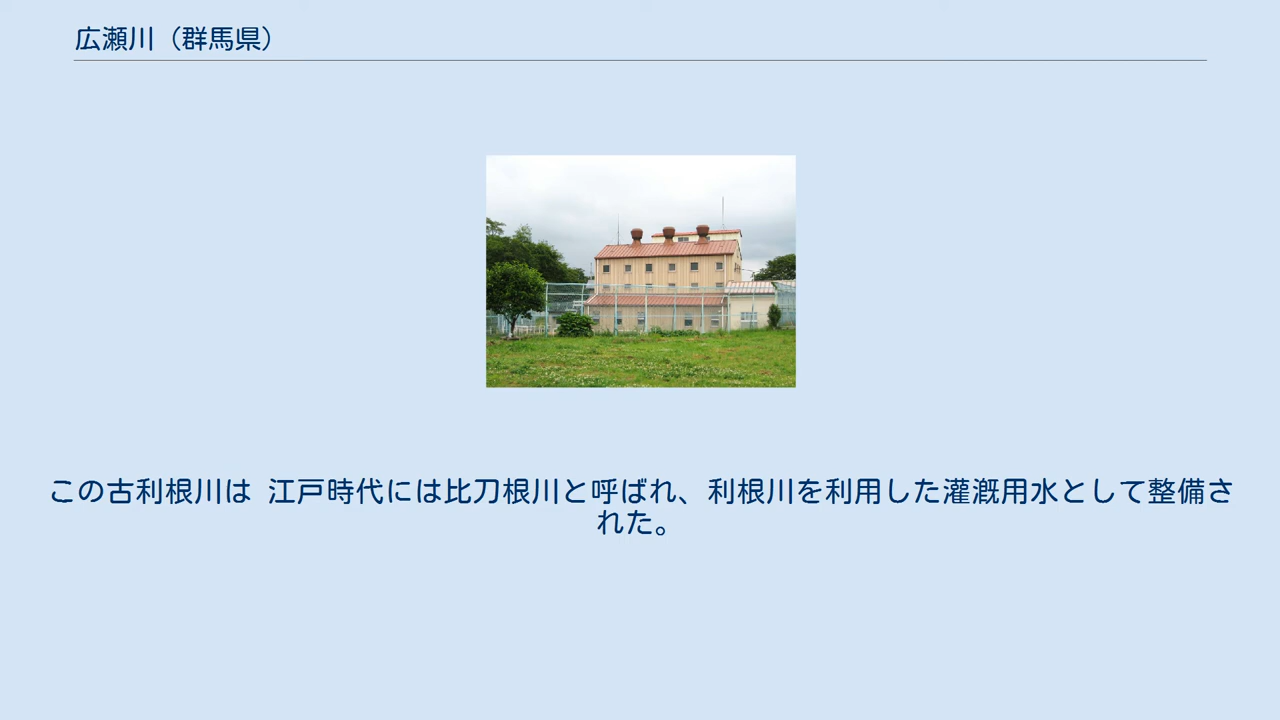 広瀬川（群馬県）
この古利根川は 江戸時代には比刀根川と呼ばれ、利根川を利用した灌漑用水として整備さ
れた。